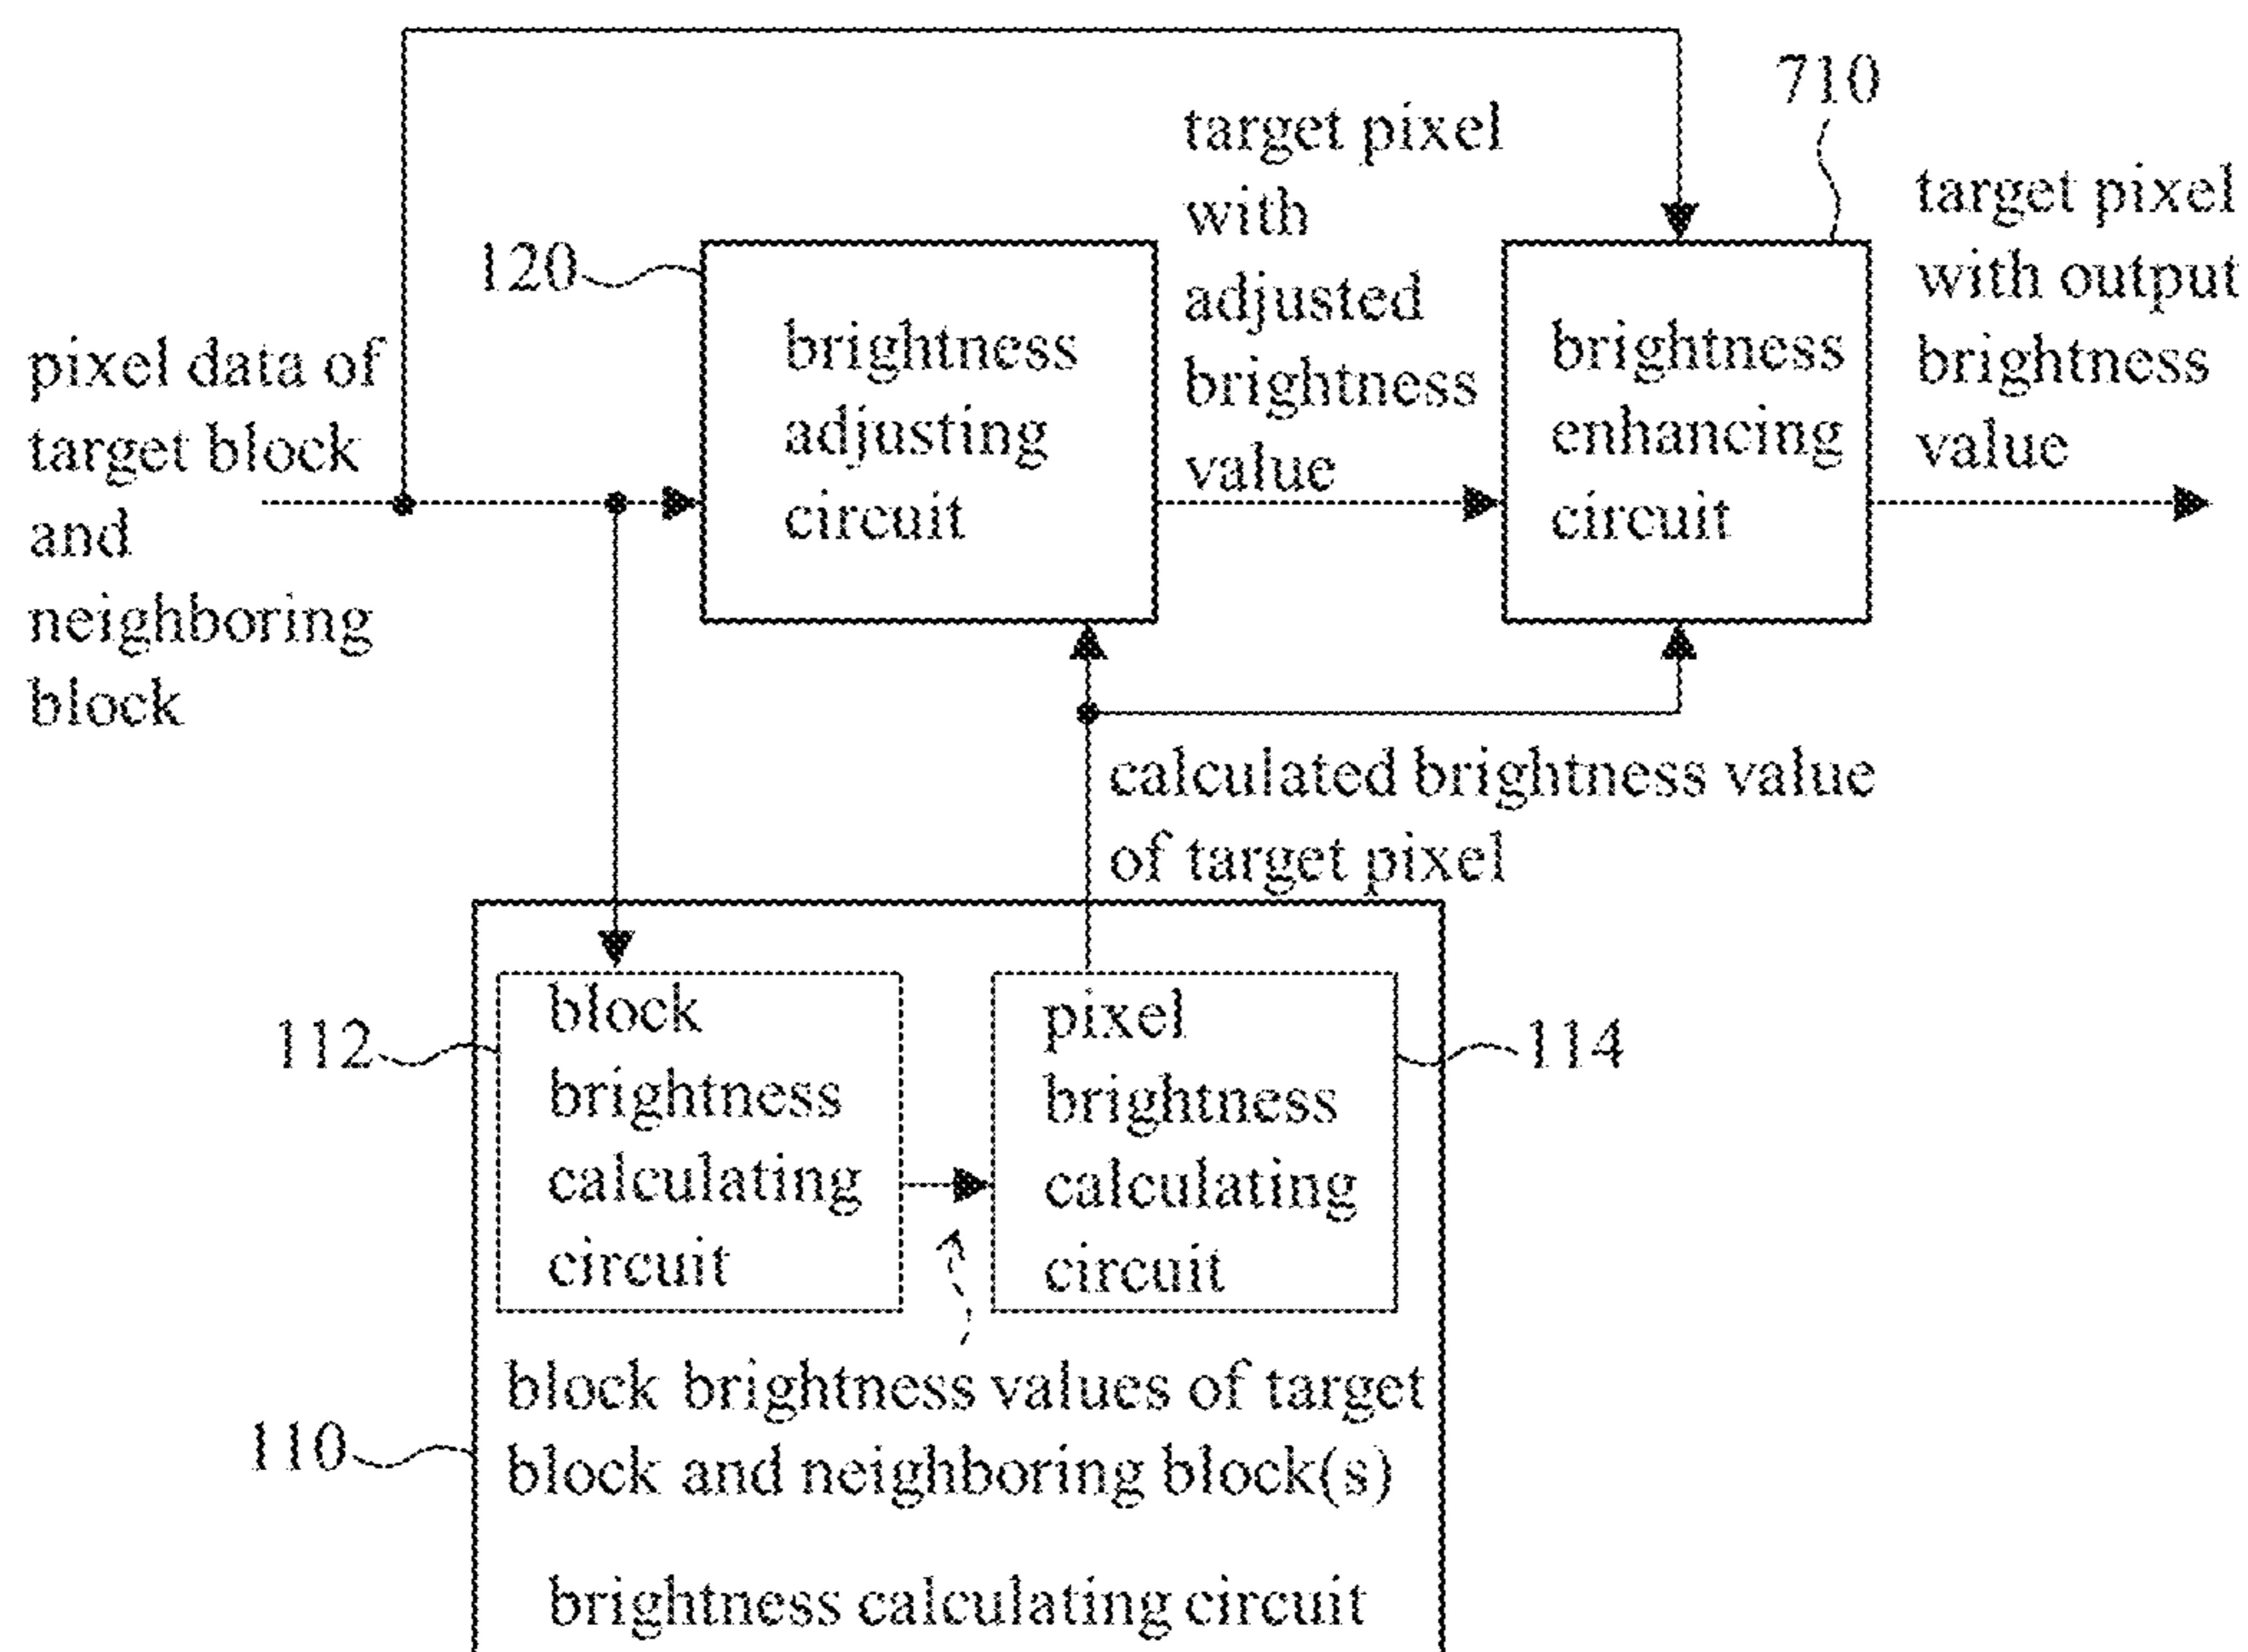 710
target pixel
with
adjusted
brightness
value
target pixel
with output
brightness
value
120
brightness
adjusting
circuit
brightness
enhancing
circuit
pixel data of
target block
and
neighboring
block
calculated brightness value
of target pixel
112
block
brightness
calculating
circuit
pixel
brightness
calculating
circuit
114
110
block brightness values of target
block and neighboring block(s)
brightness calculating circuit